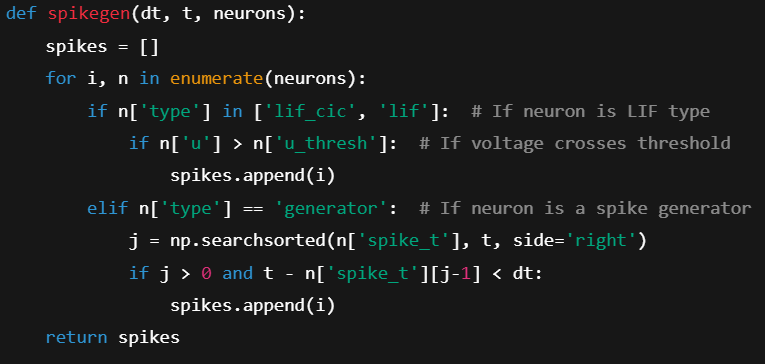 def spikegen(dt, t, neurons):
    spikes = []
    for i, n in enumerate(neurons):
        if n['type'] in ['lif_cic', 'lif']:  # If neuron is LIF type
            if n['u'] > n['u_thresh']:  # If voltage crosses threshold
                spikes.append(i)
        elif n['type'] == 'generator':  # If neuron is a spike generator
            j = np.searchsorted(n['spike_t'], t, side='right')
            if j > 0 and t - n['spike_t'][j-1] < dt:
                spikes.append(i)
    return spikes